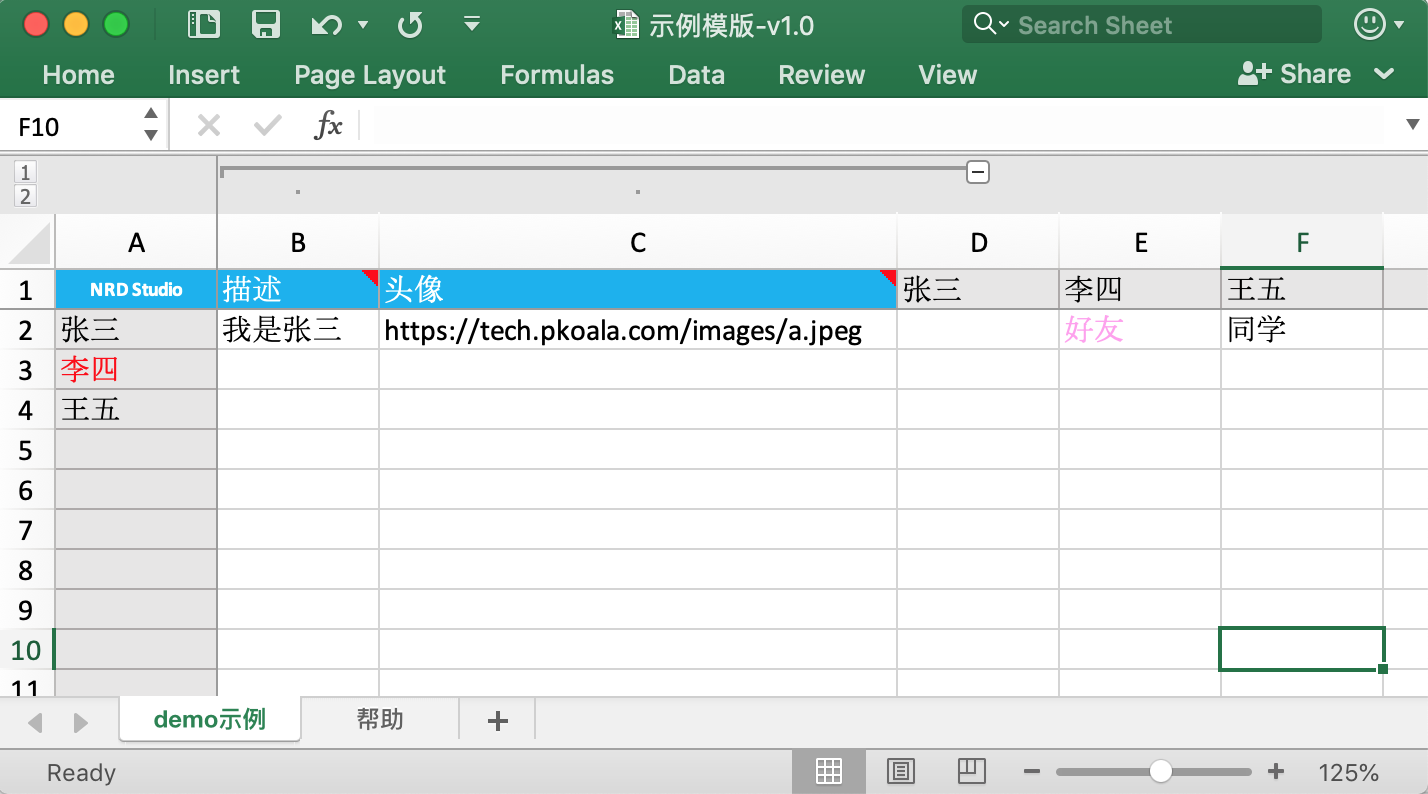 示例模版-v1.0
Search Sheet
Home Insert Page Layout Formulas Data Review View Share
F10 fx
1
2
A B C D E F
1 NRD Studio 描述 头像 张三 李四 王五
2 张三 我是张三 https://tech.pkoala.com/images/a.jpeg 好友 同学
3 李四
4 王五
5
6
7
8
9
10
11
demo示例 帮助 +
Ready 125%